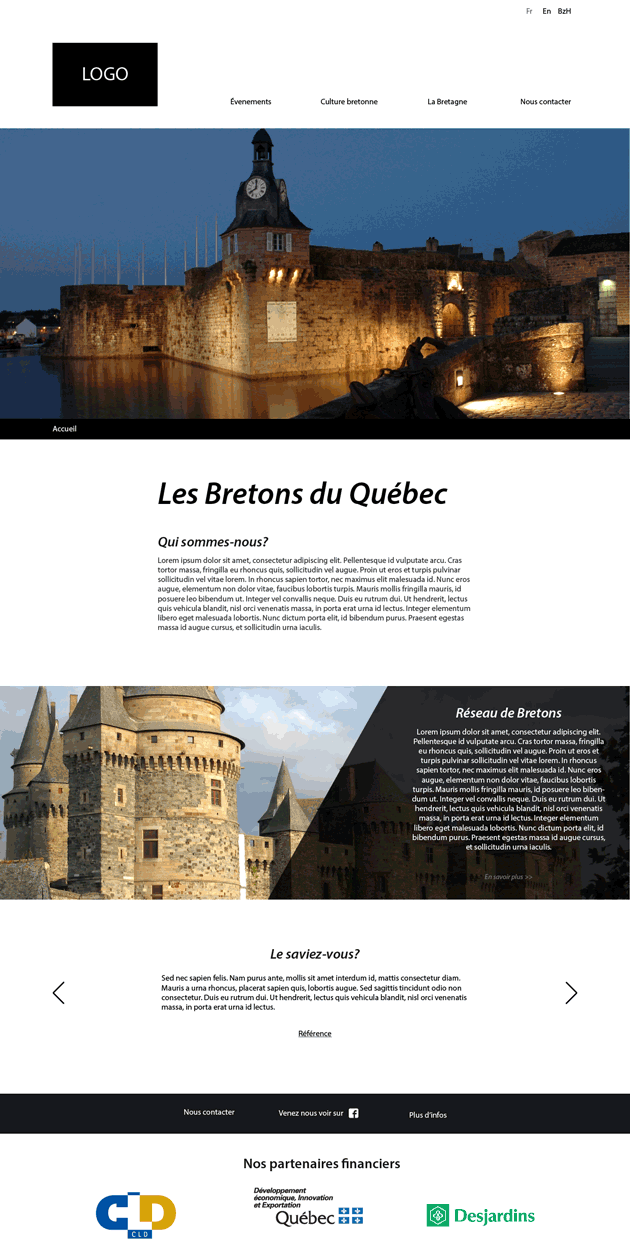 Fr En BzH
LOGO
Évenements Culture bretonne La Bretagne Nous contacter
Accueil
Les Bretons du Québec
Qui sommes-nous?
Lorem ipsum dolor sit amet, consectetur adipiscing elit. Pellentesque id vulputate arcu. Cras
tortor massa, fringilla eu rhoncus quis, sollicitudin vel augue. Proin ut eros et turpis pulvinar
sollicitudin vel vitae lorem. In rhoncus sapien tortor, nec maximus elit malesuada id. Nunc eros
augue, elementum non dolor vitae, faucibus lobortis turpis. Mauris mollis fringilla mauris, id
posuere leo bibendum ut. Integer vel convallis neque. Duis eu rutrum dui. Ut hendrerit, lectus
quis vehicula blandit, nisl orci venenatis massa, in porta erat urna id lectus. Integer elementum
libero eget malesuada lobortis. Nunc dictum porta elit, id bibendum purus. Praesent egestas
massa id augue cursus, et sollicitudin urna iaculis.
Réseau de Bretons
Lorem ipsum dolor sit amet, consectetur adipiscing elit.
Pellentesque id vulputate arcu. Cras tortor massa, fringilla
eu rhoncus quis, sollicitudin vel augue. Proin ut eros et
turpis pulvinar sollicitudin vel vitae lorem. In rhoncus
sapien tortor, nec maximus elit malesuada id. Nunc eros
augue, elementum non dolor vitae, faucibus lobortis
turpis. Mauris mollis fringilla mauris, id posuere leo biben-
dum ut. Integer vel convallis neque. Duis eu rutrum dui. Ut
hendrerit, lectus quis vehicula blandit, nisl orci venenatis
massa, in porta erat urna id lectus. Integer elementum
libero eget malesuada lobortis. Nunc dictum porta elit, id
bibendum purus. Praesent egestas massa id augue cursus,
et sollicitudin urna iaculis.
En savoir plus >>
Le saviez-vous?
Sed nec sapien felis. Nam purus ante, mollis sit amet interdum id, mattis consectetur diam.
Mauris a urna rhoncus, placerat sapien quis, lobortis augue. Sed sagittis tincidunt odio non
consectetur. Duis eu rutrum dui. Ut hendrerit, lectus quis vehicula blandit, nisl orci venenatis
massa, in porta erat urna id lectus.
Référence
Nous contacter Venez nous voir sur Plus d'infos
Nos partenaires financiers
CLD
CLD
Développement
économique, Innovation
et Exportation
Québec
Desjardins